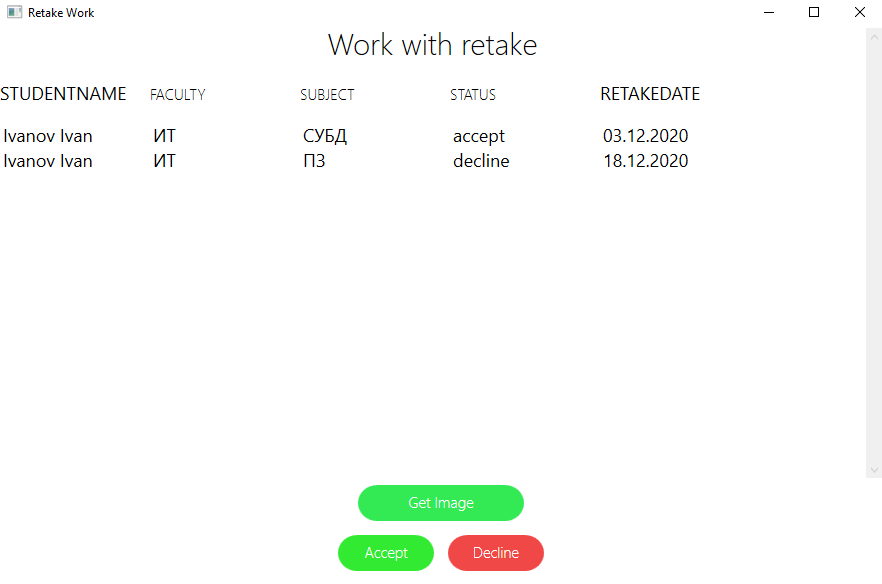 Retake Work
Work with retake
STUDENTNAME FACULTY SUBJECT STATUS RETAKEDATE
Ivanov Ivan ИТ СУБД accept 03.12.2020
Ivanov Ivan ИТ ПЗ decline 18.12.2020
Get Image
Accept Decline